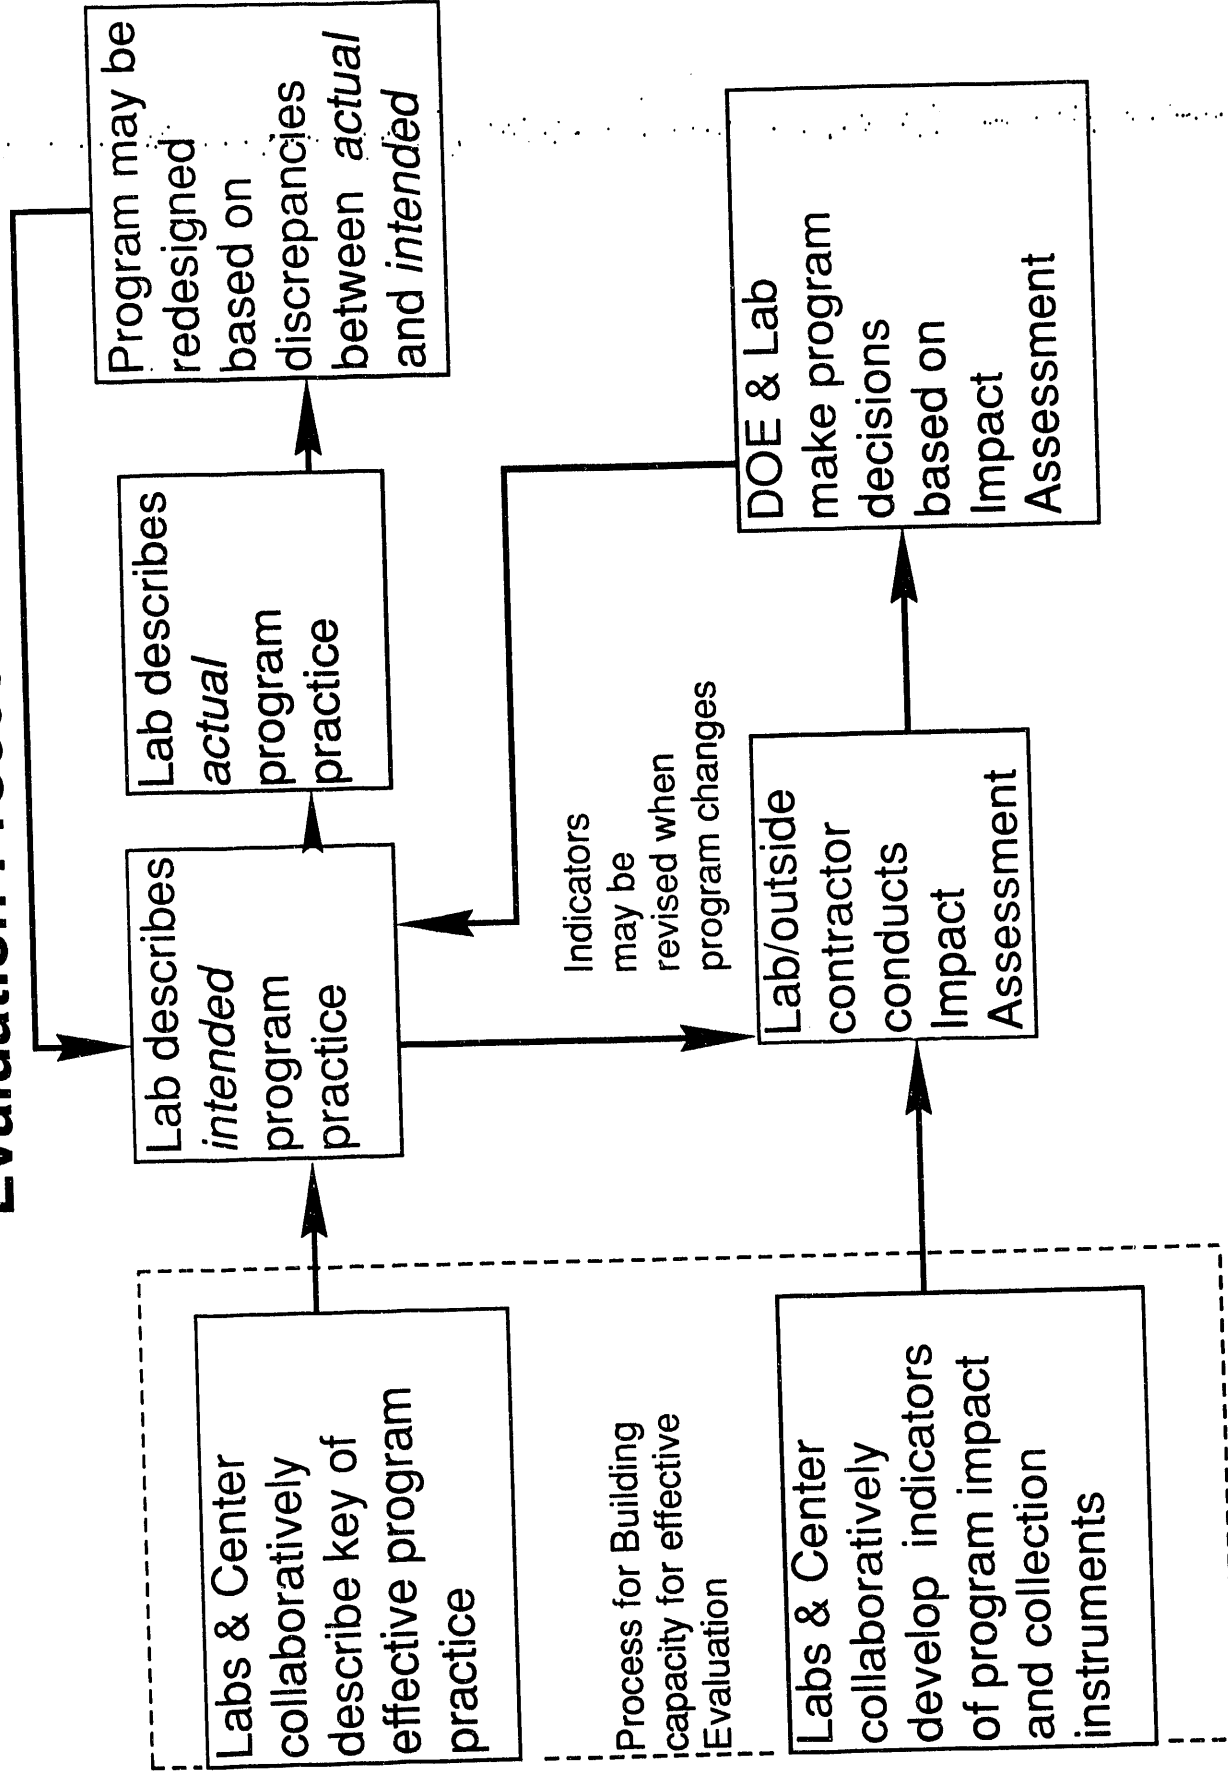 Evaluation Process
Labs & Center
collaboratively
describe key of
effective program
practice
Lab describes
intended
program
practice
Lab describes
actual
program
practice
Program may be
redesigned
based on
discrepancies
between actual
and intended
Process for Building
capacity for effective
Evaluation
Indicators
may be
revised when
program changes
Labs & Center
collaboratively
develop indicators
of program impact
and collection
instruments
Lab/outside
contractor
conducts
Impact
Assessment
DOE & Lab
make program
decisions
based on
Impact
Assessment